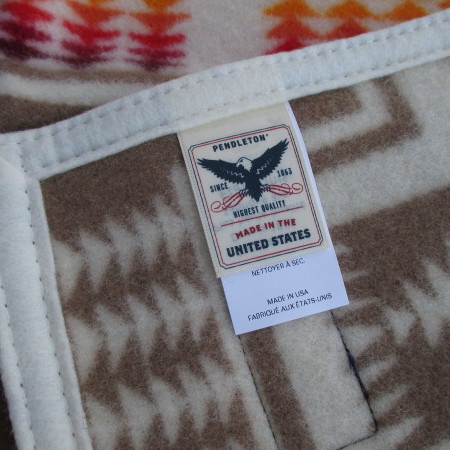 PENDLETON®
SINCE 1863
HIGHEST QUALITY
MADE IN THE
UNITED STATES
NETTOYER À SEC
MADE IN USA
FABRIQUÉ AUX ÉTATS-UNIS